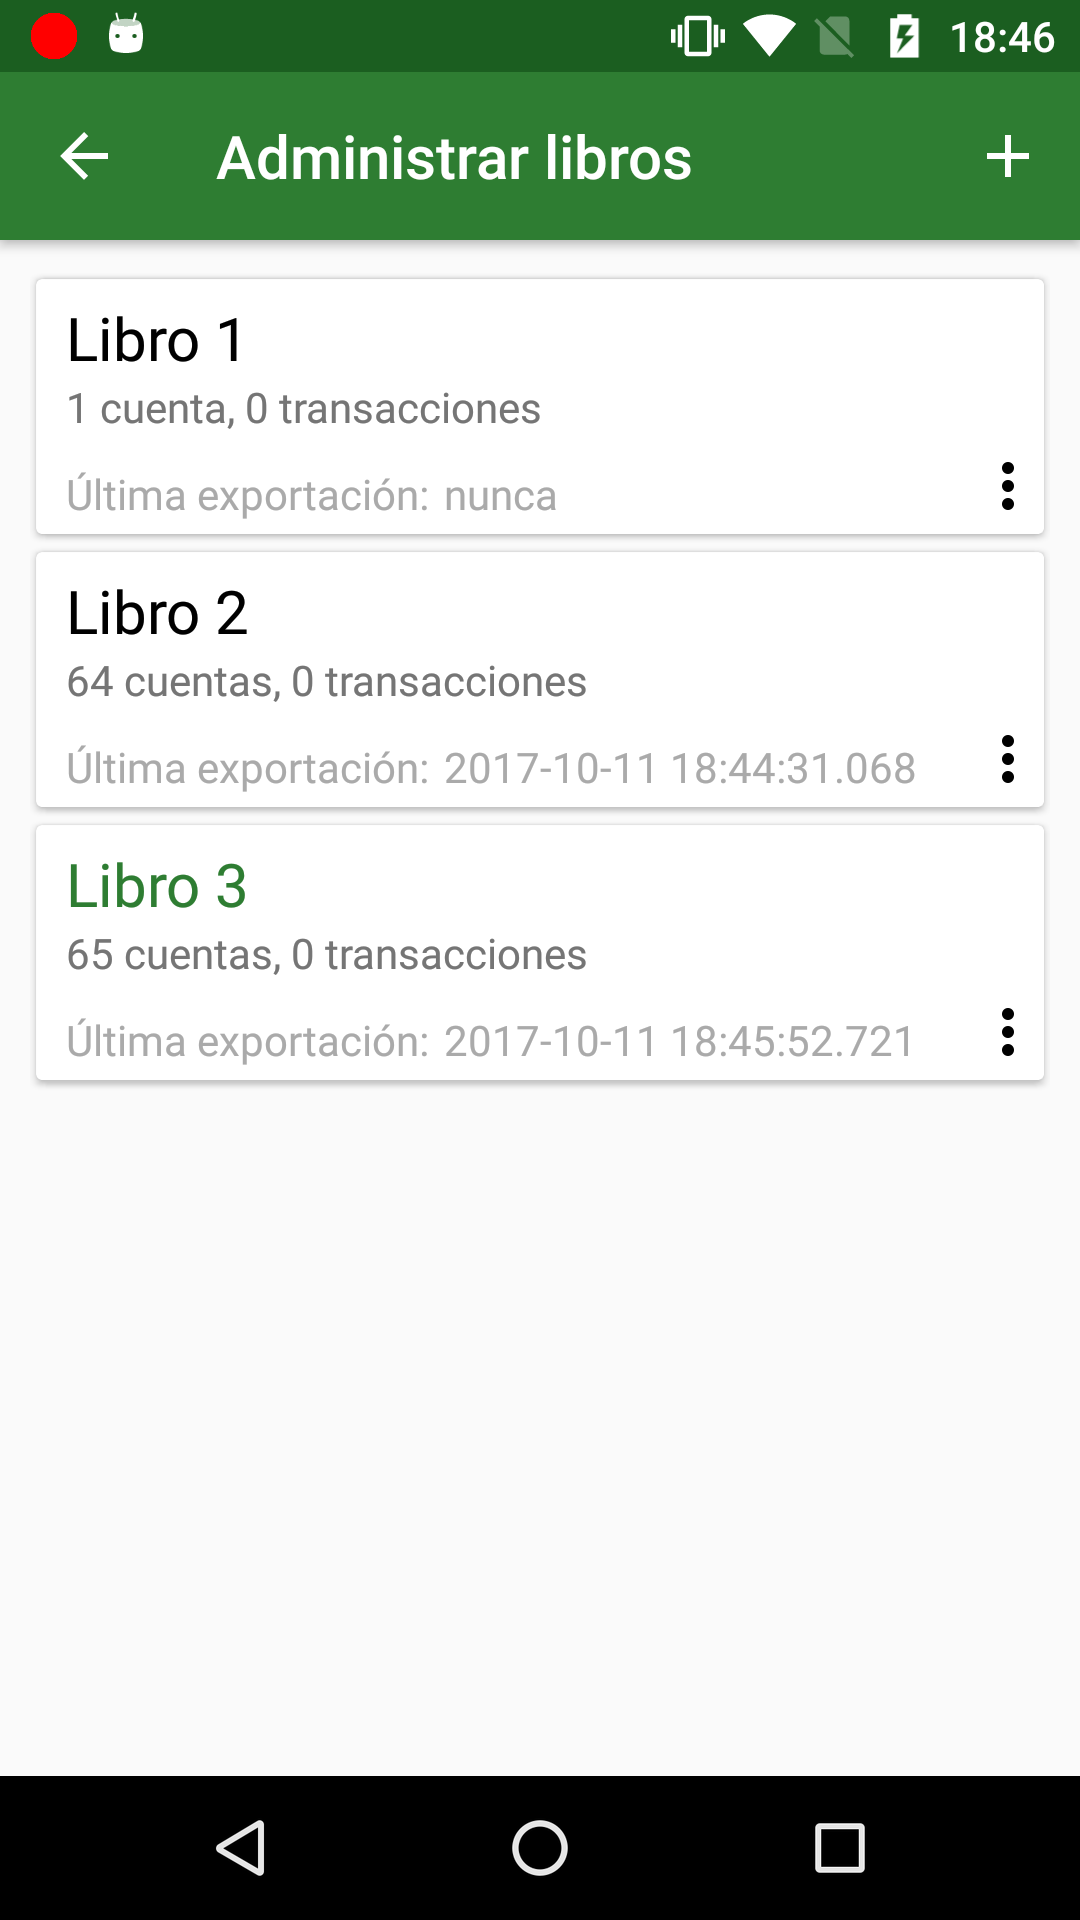 18:46
Administrar libros
Libro 1
1 cuenta, 0 transacciones
Última exportación: nunca
Libro 2
64 cuentas, 0 transacciones
Última exportación: 2017-10-11 18:44:31.068
Libro 3
65 cuentas, 0 transacciones
Última exportación: 2017-10-11 18:45:52.721